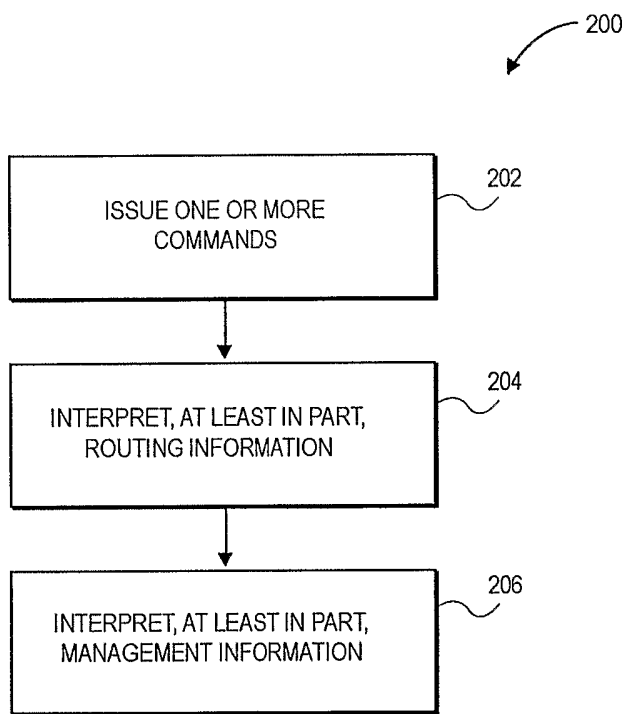 200
202
ISSUE ONE OR MORE
COMMANDS
204
INTERPRET, AT LEAST IN PART,
ROUTING INFORMATION
206
INTERPRET, AT LEAST IN PART,
MANAGEMENT INFORMATION